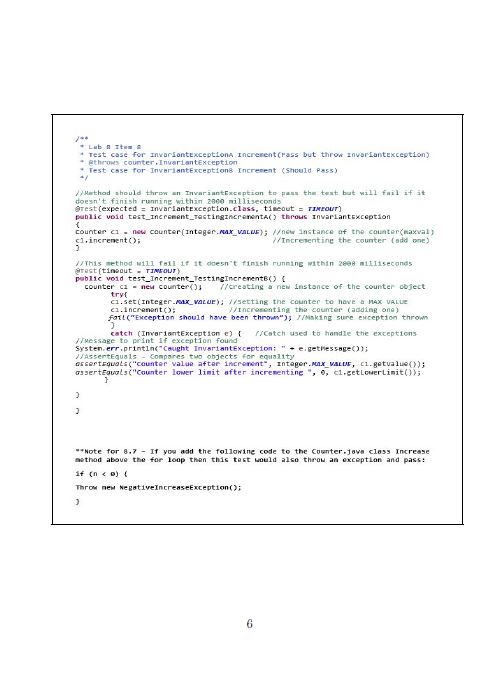 /**
* Lab 8 Item 8
* Test case for InvariantExceptionA Increment(Pass but throw InvariantException)
* @throws counter.InvariantException
* Test case for InvariantExceptionB Increment (Should Pass)
*/
//Method should throw an InvariantException to pass the test but will fail if it
doesn't finish running within 2000 milliseconds
@Test(expected = InvariantException.class, timeout = TIMEOUT)
public void test_Increment_TestingIncrementA() throws InvariantException
{
Counter c1 = new Counter(Integer.MAX_VALUE); //new instance of the counter(maxval)
c1.increment(); //Incrementing the counter (add one)
}
//This method will fail if it doesn't finish running within 2000 milliseconds
@Test(timeout = TIMEOUT)
public void test_Increment_TestingIncrementB() {
Counter c1 = new Counter(); //Creating a new instance of the counter object
try{
c1.set(Integer.MAX_VALUE); //Setting the counter to have a MAX VALUE
c1.increment(); //Incrementing the counter (adding one)
fail("Exception should have been thrown"); //Making sure exception thrown
}
catch (InvariantException e) { //Catch used to handle the exceptions
//Message to print if exception found
System.err.println("Caught InvariantException: " + e.getMessage());
//AssertEquals - Compares two objects for equality
assertEquals("Counter value after increment", Integer.MAX_VALUE, c1.getValue());
assertEquals("Counter lower limit after incrementing ", 0, c1.getLowerLimit());
}
}
}
**Note for 8.7 – If you add the following code to the Counter.java class Increase
method above the for loop then this test would also throw an exception and pass:
if (n < 0) {
Throw new NegativeIncreaseException();
}
6